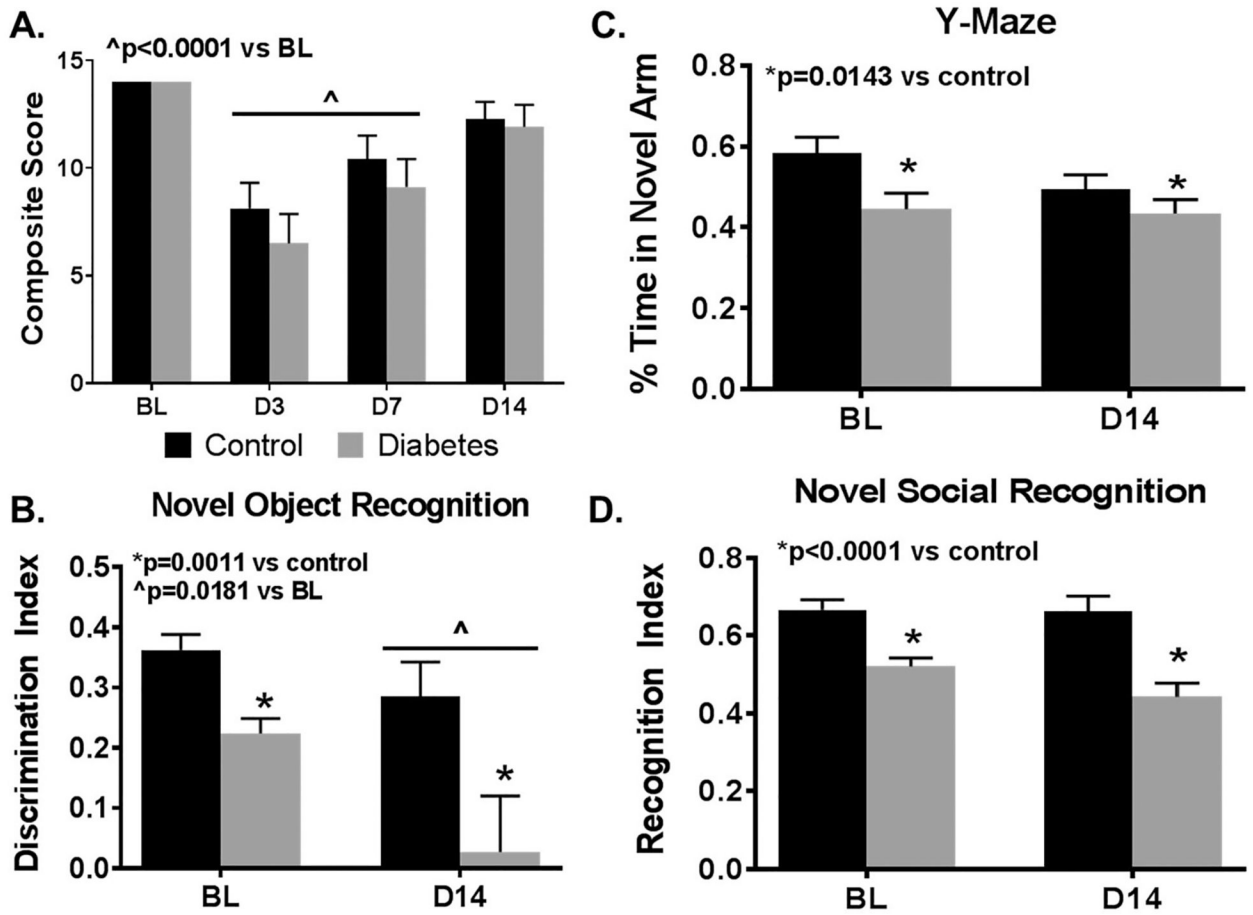 A.
^p<0.0001 vs BL
Composite Score
15
10
5
0
^
BL D3 D7 D14
Control Diabetes
B.
Novel Object Recognition
*p=0.0011 vs control
^p=0.0181 vs BL
Discrimination Index
0.5
0.4
0.3
0.2
0.1
0.0
*
^
*
BL D14
C.
Y-Maze
*p=0.0143 vs control
% Time in Novel Arm
0.8
0.6
0.4
0.2
0.0
*
*
BL D14
D.
Novel Social Recognition
*p<0.0001 vs control
Recognition Index
0.8
0.6
0.4
0.2
0.0
*
*
BL D14